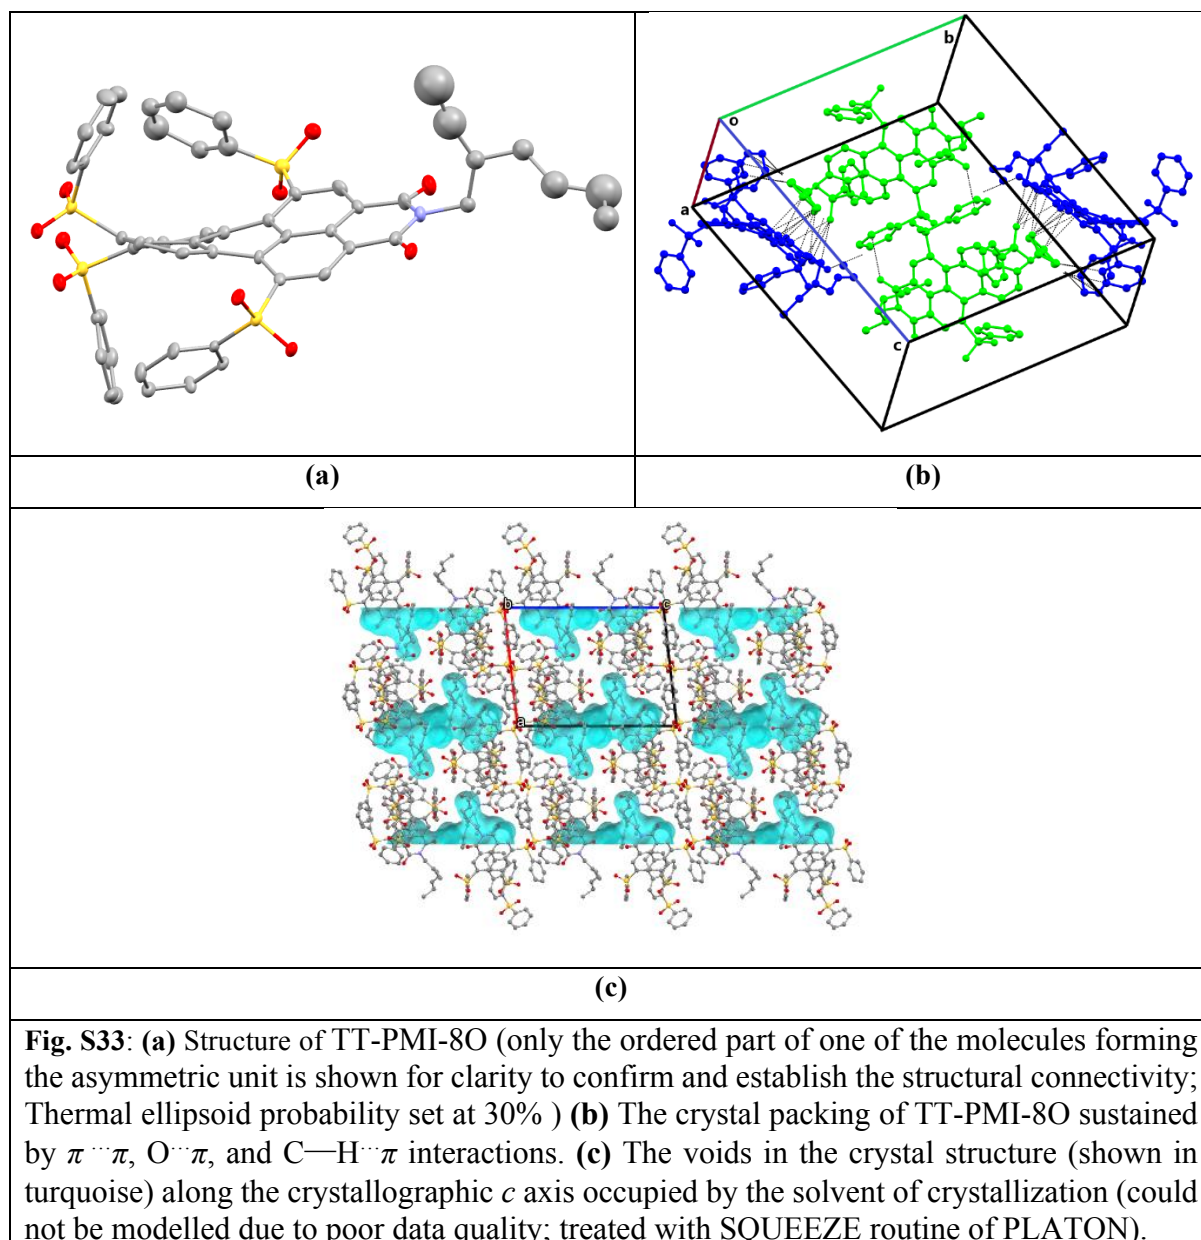 b
o
a
c
(a)
(b)
b
c
a
(c)
Fig. S33: (a) Structure of TT-PMI-8O (only the ordered part of one of the molecules forming
the asymmetric unit is shown for clarity to confirm and establish the structural connectivity;
Thermal ellipsoid probability set at 30% ) (b) The crystal packing of TT-PMI-8O sustained
by π ···π, O···π, and C—H···π interactions. (c) The voids in the crystal structure (shown in
turquoise) along the crystallographic c axis occupied by the solvent of crystallization (could
not be modelled due to poor data quality; treated with SQUEEZE routine of PLATON).